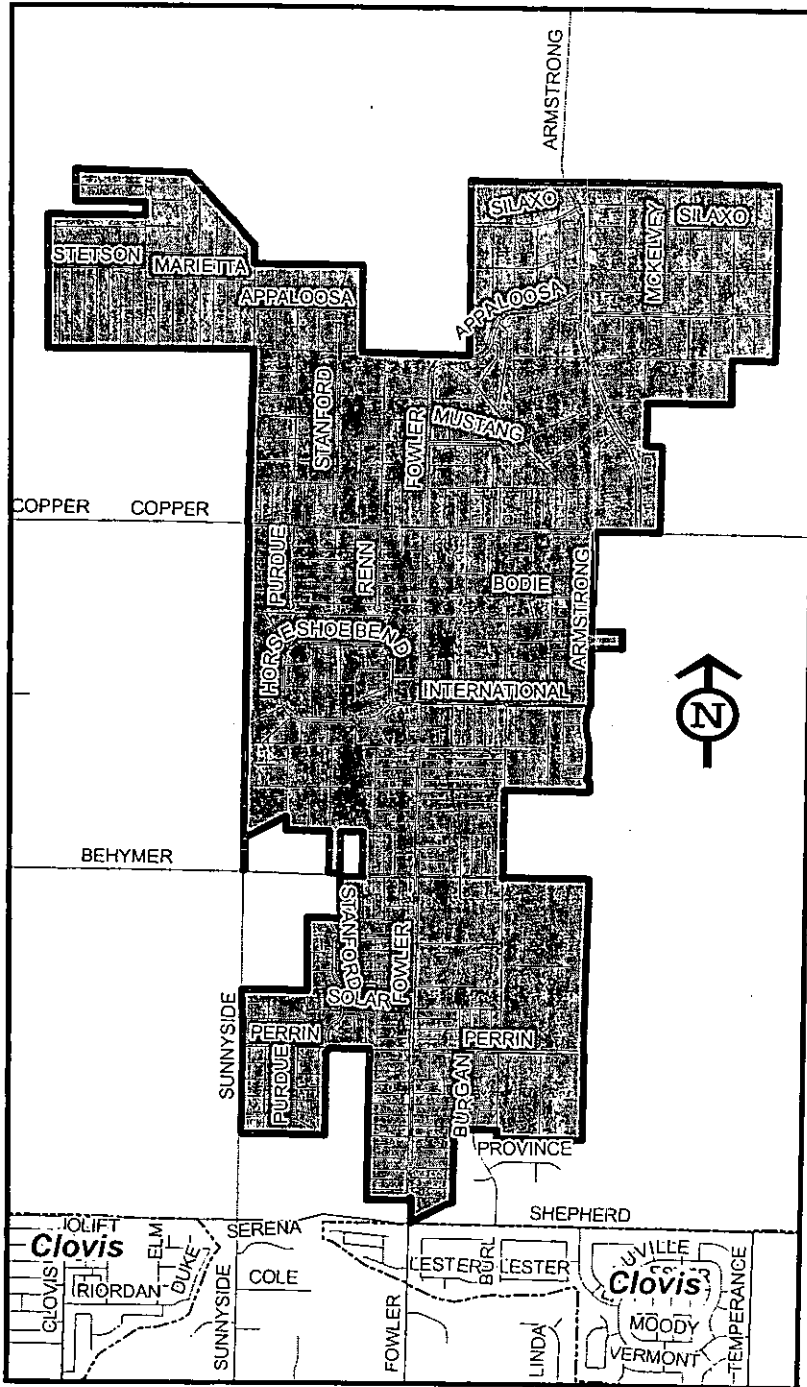 ARMSTRONG
SILAXO
MCKELVEY
SILAXO
STETSON
MARIETTA
APPALOOSA
APPALOOSA
STANFORD
FOWLER
MUSTANG
COPPER
COPPER
PURDUE
RENN
BODIE
ARMSTRONG
HORSESHOE BEND
INTERNATIONAL
N
BEHYMER
STANFORD
FOWLER
SOLAR
SUNNYSIDE
PERRIN
PURDUE
PERRIN
BURGAN
PROVINCE
SHEPHERD
Clovis
ELM
SERENA
DUKE
RIORDAN
CLOVIS
COLE
SUNNYSIDE
FOWLER
LESTER
LESTER
Clovis
MOODY
VERMONT
TEMPERANCE
LINDA